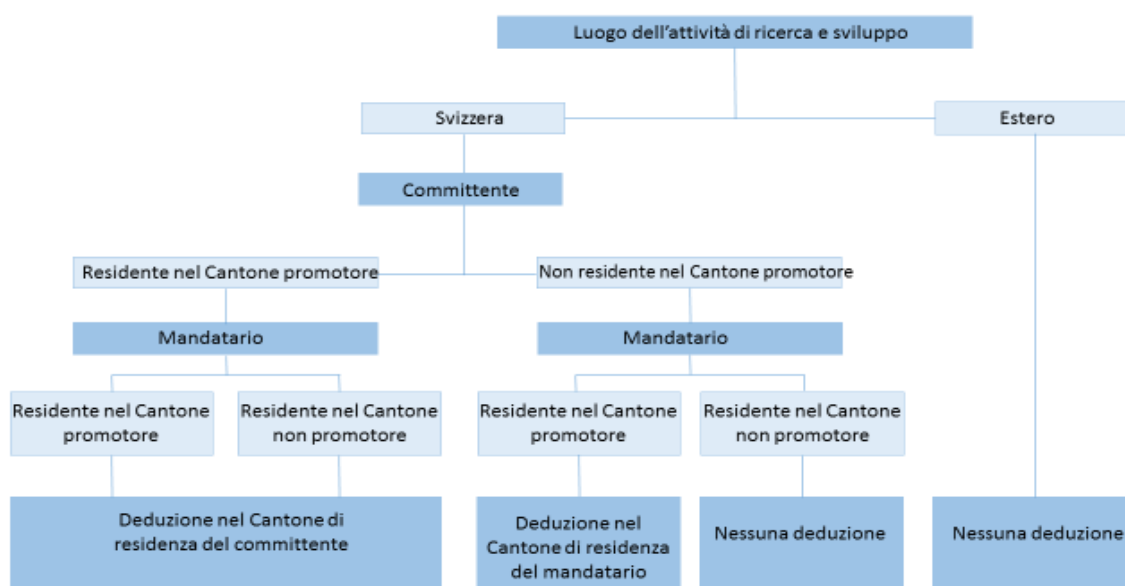 Luogo dell'attività di ricerca e sviluppo
Svizzera
Estero
Committente
Residente nel Cantone promotore
Non residente nel Cantone promotore
Mandatario
Mandatario
Residente nel Cantone
promotore
Residente nel Cantone
non promotore
Residente nel Cantone
promotore
Residente nel Cantone
non promotore
Deduzione nel Cantone di
residenza del committente
Deduzione nel
Cantone di residenza
del mandatario
Nessuna deduzione
Nessuna deduzione